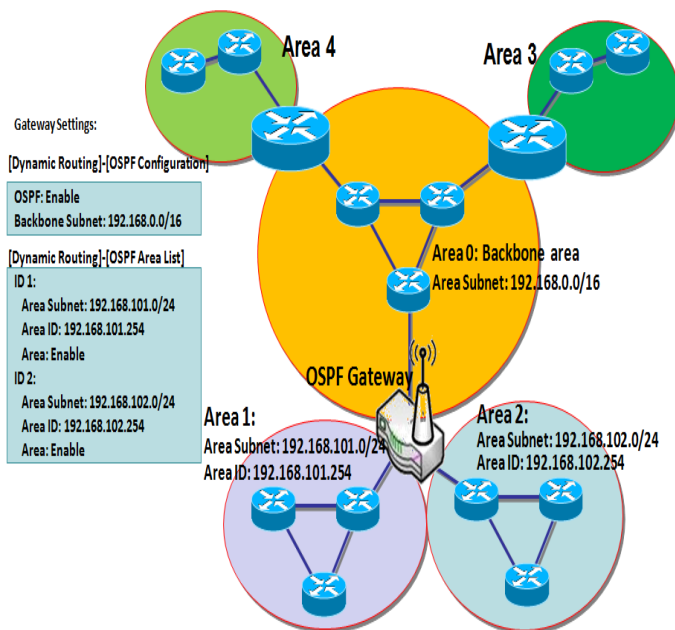 Area 4
Area 3
Gateway Settings:
[Dynamic Routing]-[OSPF Configuration]
OSPF: Enable
Backbone Subnet: 192.168.0.0/16
[Dynamic Routing]-[OSPF Area List]
ID 1:
Area Subnet: 192.168.101.0/24
Area ID: 192.168.101.254
Area: Enable
ID 2:
Area Subnet: 192.168.102.0/24
Area ID: 192.168.102.254
Area: Enable
Area 0: Backbone area
Area Subnet: 192.168.0.0/16
OSPF Gateway
Area 1:
Area Subnet: 192.168.101.0/24
Area ID: 192.168.101.254
Area 2:
Area Subnet: 192.168.102.0/24
Area ID: 192.168.102.254